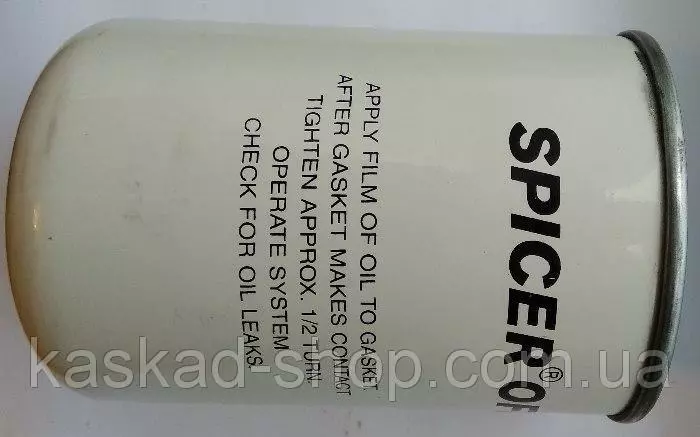 SPICER® OF
APPLY FILM OF OIL TO GASKET.
AFTER GASKET MAKES CONTACT
TIGHTEN APPROX. 1/2 TURN
OPERATE SYSTEM
CHECK FOR OIL LEAKS.
kaskad-shop.com.ua